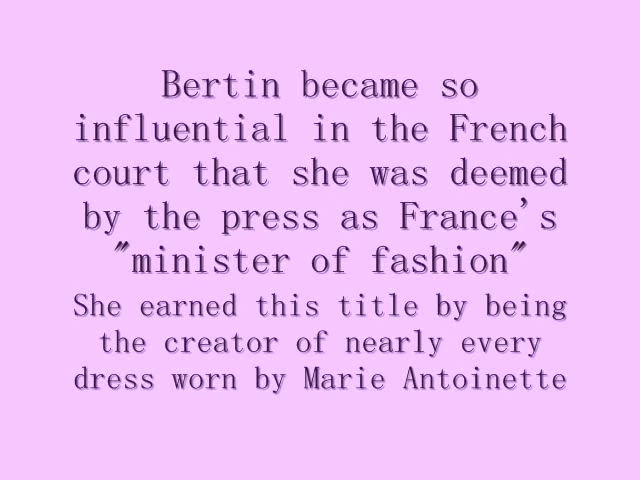 Bertin became so
influential in the French
court that she was deemed
by the press as France's
"minister of fashion"
She earned this title by being
the creator of nearly every
dress worn by Marie Antoinette